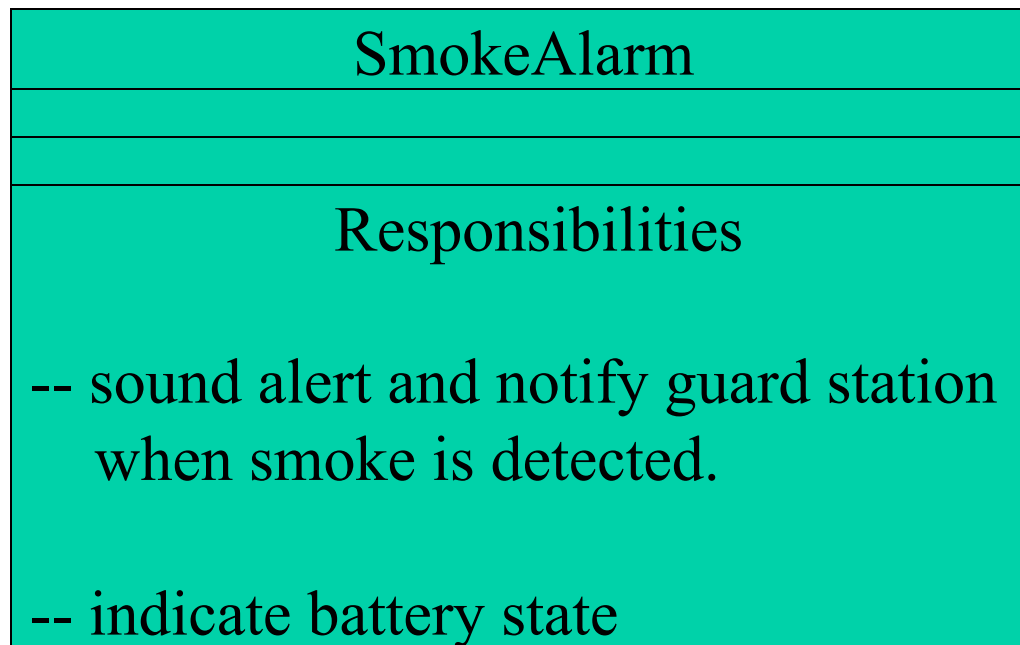 SmokeAlarm
Responsibilities
-- sound alert and notify guard station
when smoke is detected.
-- indicate battery state